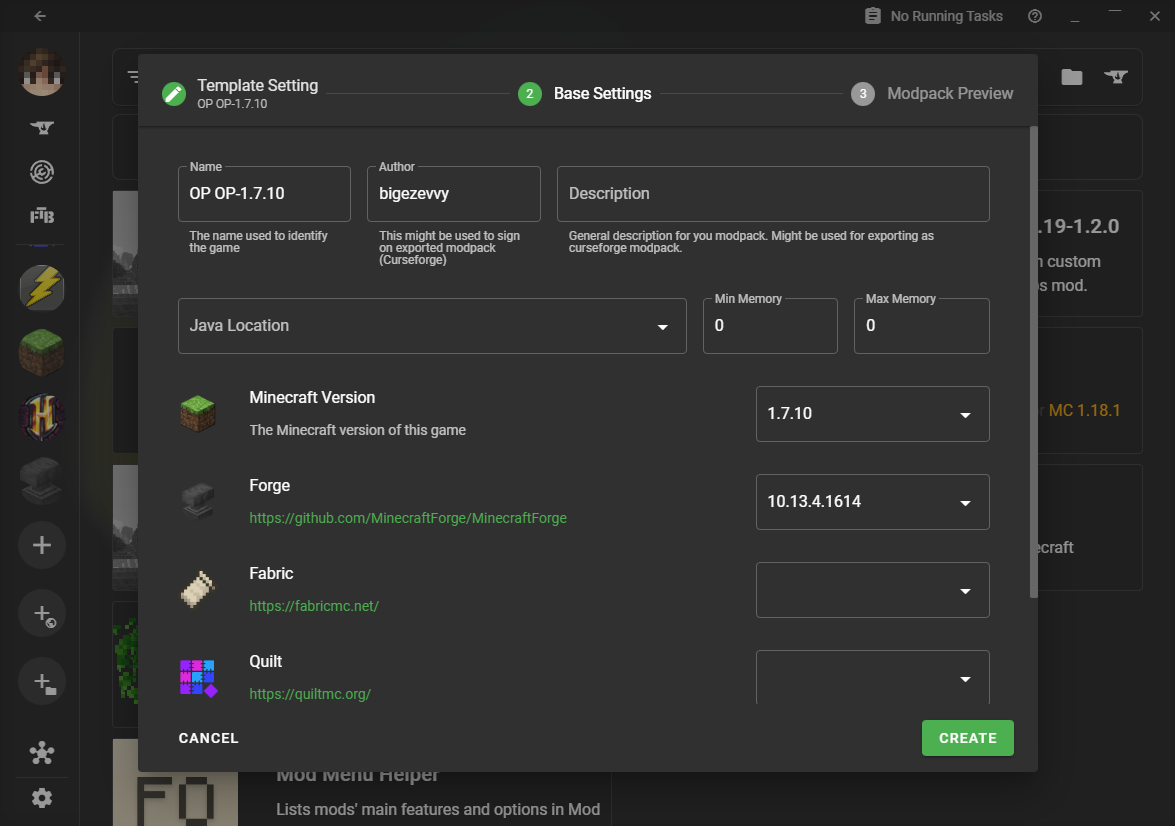 No Running Tasks
Template Setting
OP OP-1.7.10
2
Base Settings
3
Modpack Preview
FTB
Name
OP OP-1.7.10
The name used to identify
the game
Author
bigezevvy
This might be used to sign
on exported modpack
(Curseforge)
Description
General description for you modpack. Might be used for exporting as
curseforge modpack.
.19-1.2.0
custom
mod.
Java Location
Min Memory
0
Max Memory
0
Minecraft Version
The Minecraft version of this game
1.7.10
MC 1.18.1
Forge
https://github.com/MinecraftForge/MinecraftForge
10.13.4.1614
Fabric
https://fabricmc.net/
ecraft
Quilt
https://quiltmc.org/
CANCEL
CREATE
Mod Menu Helper
Lists mods' main features and options in Mod